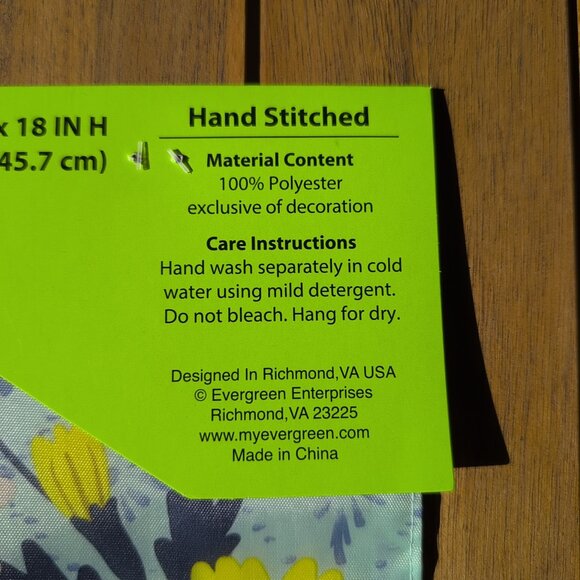 x 18 IN H
45.7 cm)
Hand Stitched
Material Content
100% Polyester
exclusive of decoration
Care Instructions
Hand wash separately in cold
water using mild detergent.
Do not bleach. Hang for dry.
Designed In Richmond,VA USA
© Evergreen Enterprises
Richmond,VA 23225
www.myevergreen.com
Made in China